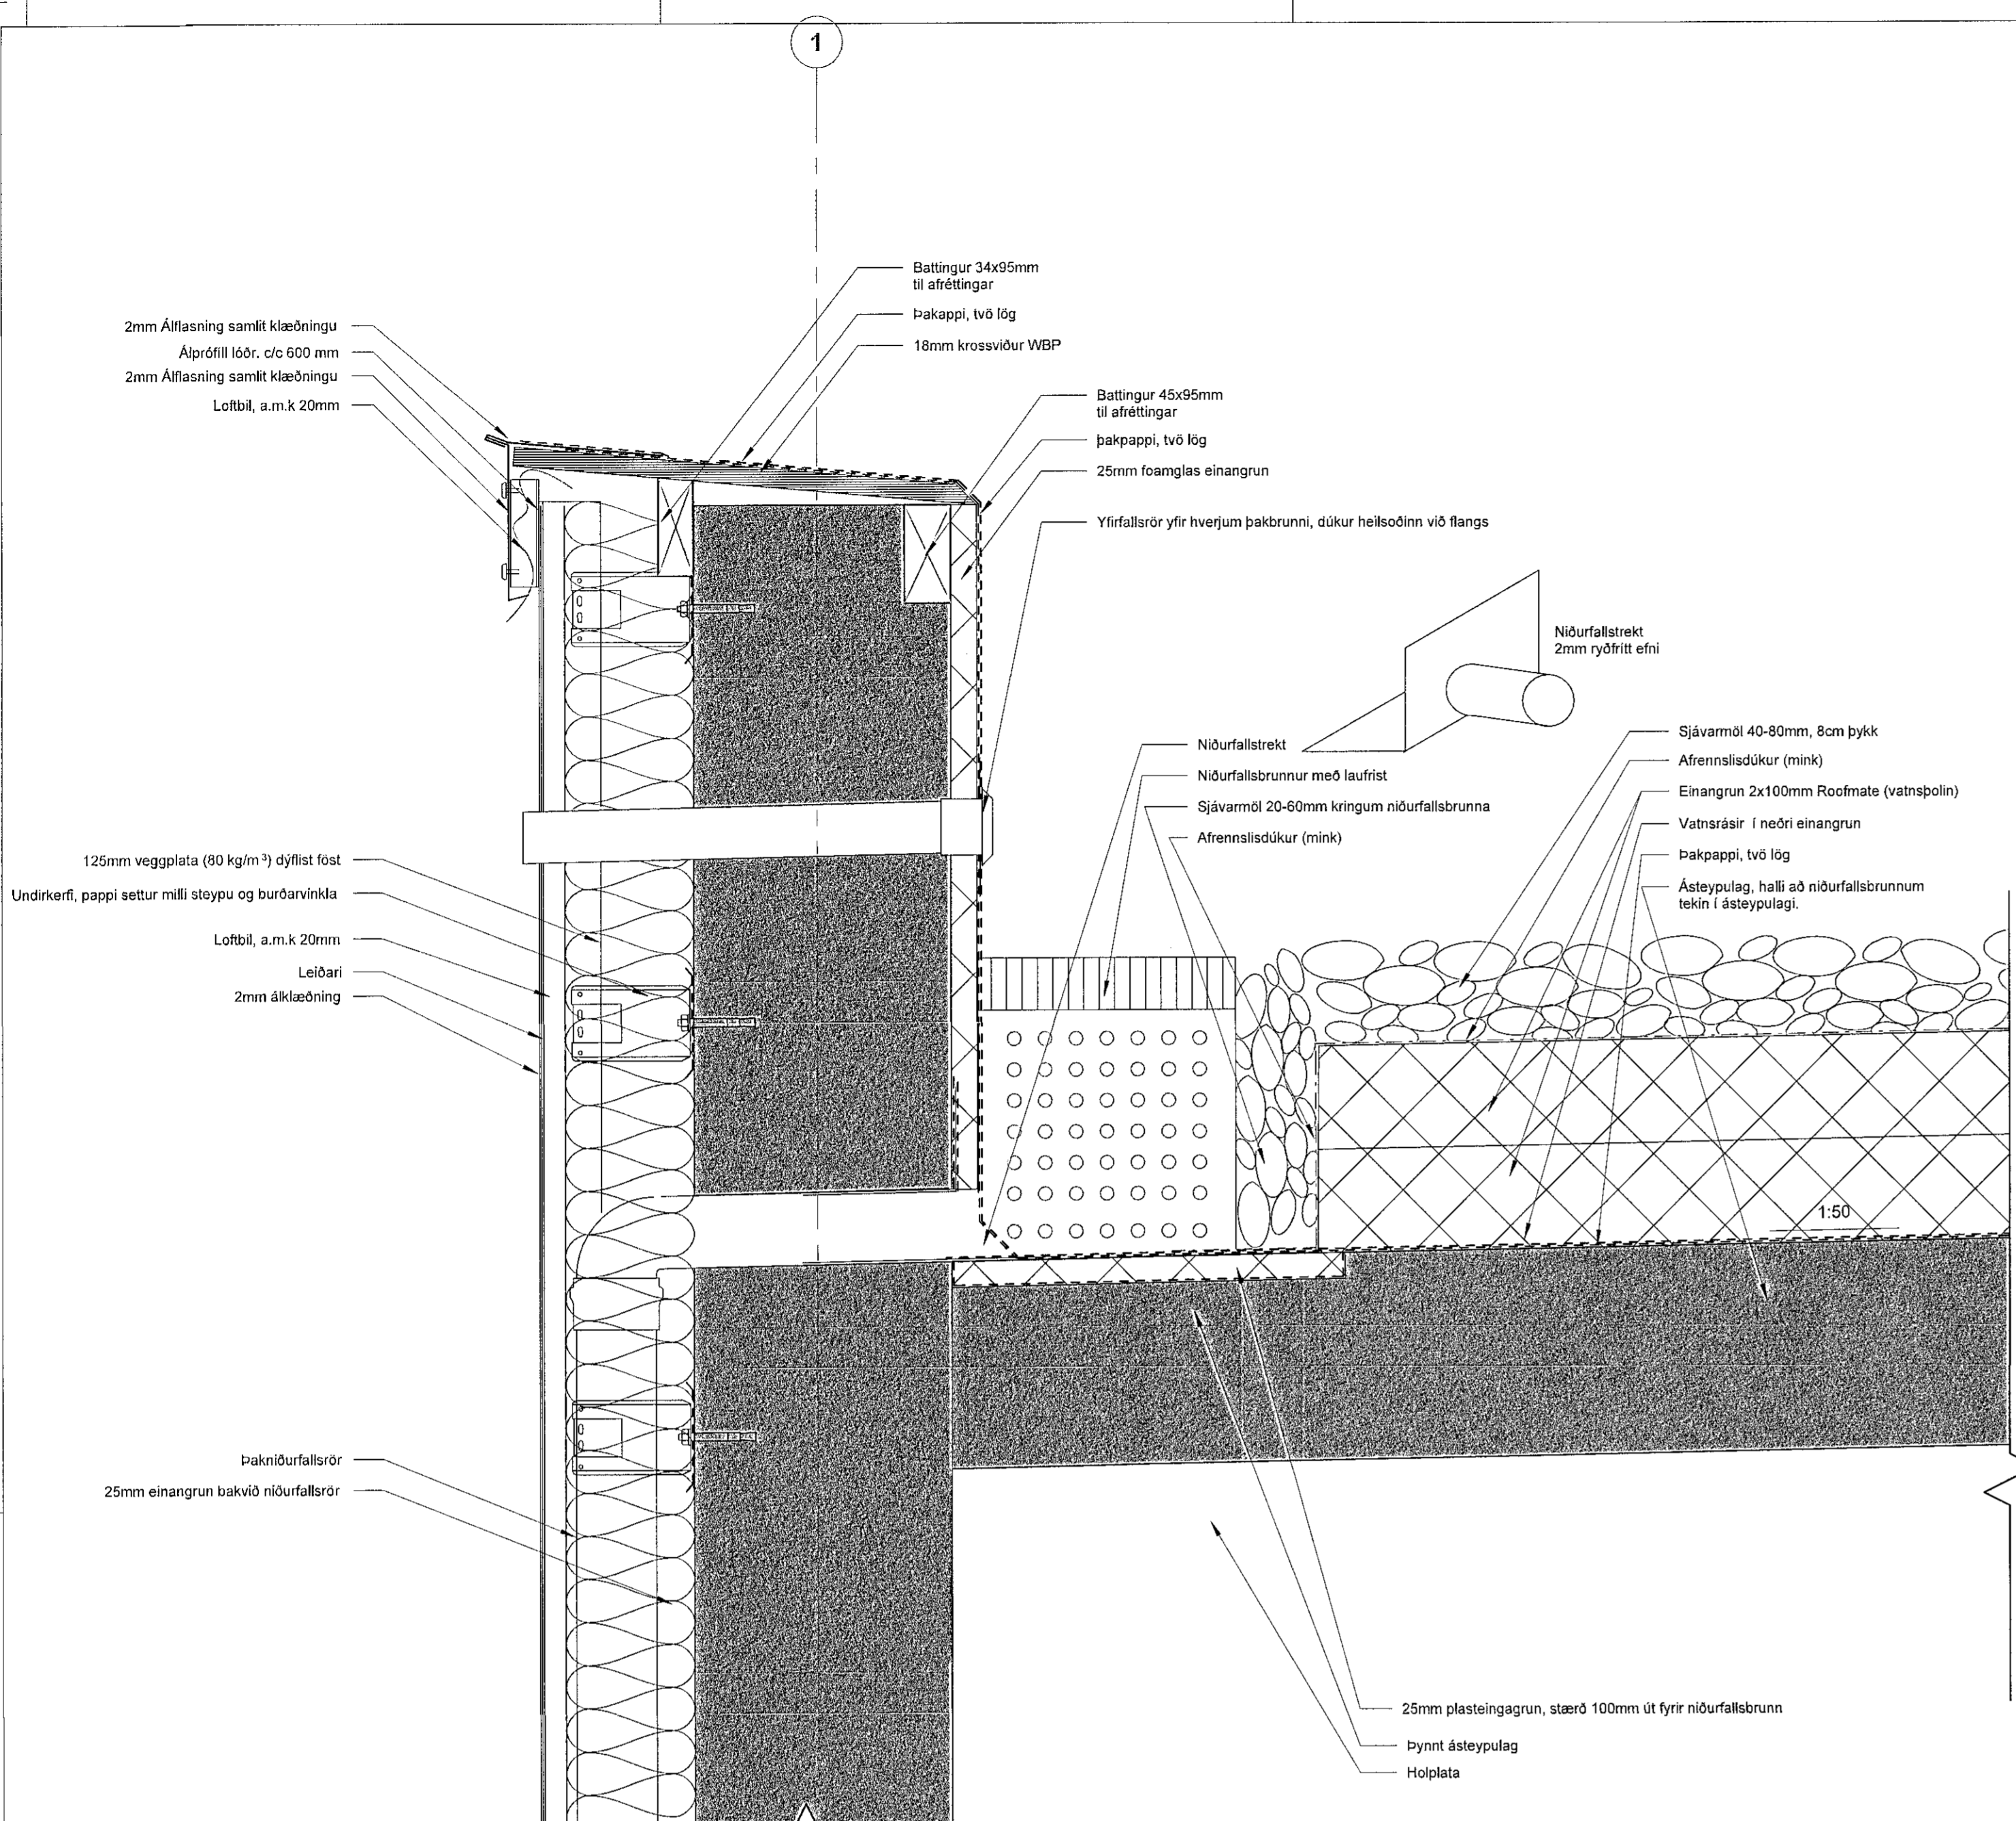 1
Battingur 34x95mm
til afréttingar
Þakappi, tvö lög
18mm krossviður WBP
2mm Álflasning samlit klæðningu
Álprófíll lóðr. c/c 600 mm
2mm Álflasning samlit klæðningu
Loftbil, a.m.k 20mm
Battingur 45x95mm
til afréttingar
þakpappi, tvö lög
25mm foamglas einangrun
Yfirfallsrör yfir hverjum þakbrunni, dúkur heilsoðinn við flangs
Niðurfallstrekt
2mm ryðfrítt efni
Niðurfallstrekt
Niðurfallsbrunnur með laufrist
Sjávarmöl 20-60mm kringum niðurfallsbrunna
Afrennslisdúkur (mink)
Sjávarmöl 40-80mm, 8cm þykk
Afrennslisdúkur (mink)
Einangrun 2x100mm Roofmate (vatnsþolin)
Vatnsrásir í neðri einangrun
Þakpappi, tvö lög
Ásteypulag, halli að niðurfallsbrunnum
tekin í ásteypulagi.
125mm veggplata (80 kg/m³) dýflist föst
Undirkerfi, pappi settur milli steypu og burðarvinkla
Loftbil, a.m.k 20mm
Leiðari
2mm álklæðning
1:50
Þakniðurfallsrör
25mm einangrun bakvið niðurfallsrör
25mm plasteingagrun, stærð 100mm út fyrir niðurfallsbrunn
Þynnt ásteypulag
Holplata